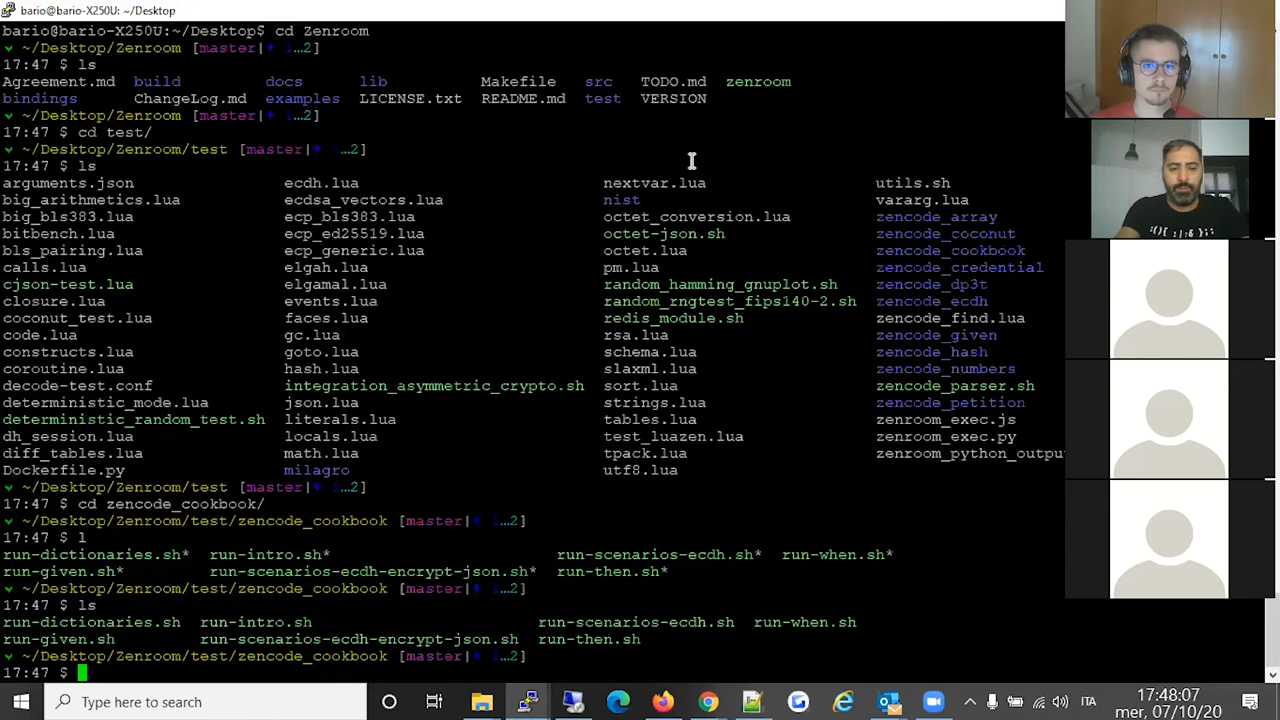 bario@bario-X250U: ~/Desktop
bario@bario-X250U:~/Desktop$ cd Zenroom
~/Desktop/Zenroom [master|
17:47 $ ls
Agreement.md build docs lib Makefile src TODO.md zenroom
bindings ChangeLog.md examples LICENSE.txt README.md test VERSION
~/Desktop/Zenroom [master| 1…2]
17:47 $ cd test/
~/Desktop/Zenroom/test [master| …2]
17:47 $ ls
arguments.json ecdh.lua nextvar.lua utils.sh
big_arithmetics.lua ecdsa_vectors.lua nist vararg.lua
big_bls383.lua ecp_bls383.lua octet_conversion.lua zencode_array
bitbench.lua ecp_ed25519.lua octet-json.sh zencode_coconut
bls_pairing.lua ecp_generic.lua octet.lua zencode_cookbook
calls.lua elgah.lua pm.lua zencode_credential
cjson-test.lua elgamal.lua random_hamming_gnuplot.sh zencode_dp3t
closure.lua events.lua random_rngtest_fips140-2.sh zencode_ecdh
coconut_test.lua faces.lua redis_module.sh zencode_find.lua
code.lua gc.lua rsa.lua zencode_given
constructs.lua goto.lua schema.lua zencode_hash
coroutine.lua hash.lua slaxml.lua zencode_numbers
decode-test.conf integration_asymmetric_crypto.sh sort.lua zencode_parser.sh
deterministic_mode.lua json.lua strings.lua zencode_petition
deterministic_random_test.sh literals.lua tables.lua zenroom_exec.js
dh_session.lua locals.lua test_luazen.lua zenroom_exec.py
diff_tables.lua math.lua tpack.lua zenroom_python_outpu
Dockerfile.py milagro utf8.lua
~/Desktop/Zenroom/test [master| …2]
17:47 $ cd zencode_cookbook/
~/Desktop/Zenroom/test/zencode_cookbook [master| …2]
17:47 $ l
run-dictionaries.sh* run-intro.sh* run-scenarios-ecdh.sh* run-when.sh*
run-given.sh* run-scenarios-ecdh-encrypt-json.sh* run-then.sh*
~/Desktop/Zenroom/test/zencode_cookbook [master| …2]
17:47 $ ls
run-dictionaries.sh run-intro.sh run-scenarios-ecdh.sh run-when.sh
run-given.sh run-scenarios-ecdh-encrypt-json.sh run-then.sh
~/Desktop/Zenroom/test/zencode_cookbook [master| …2]
17:47 $
Type here to search
ITA
17:48:07
mer, 07/10/20